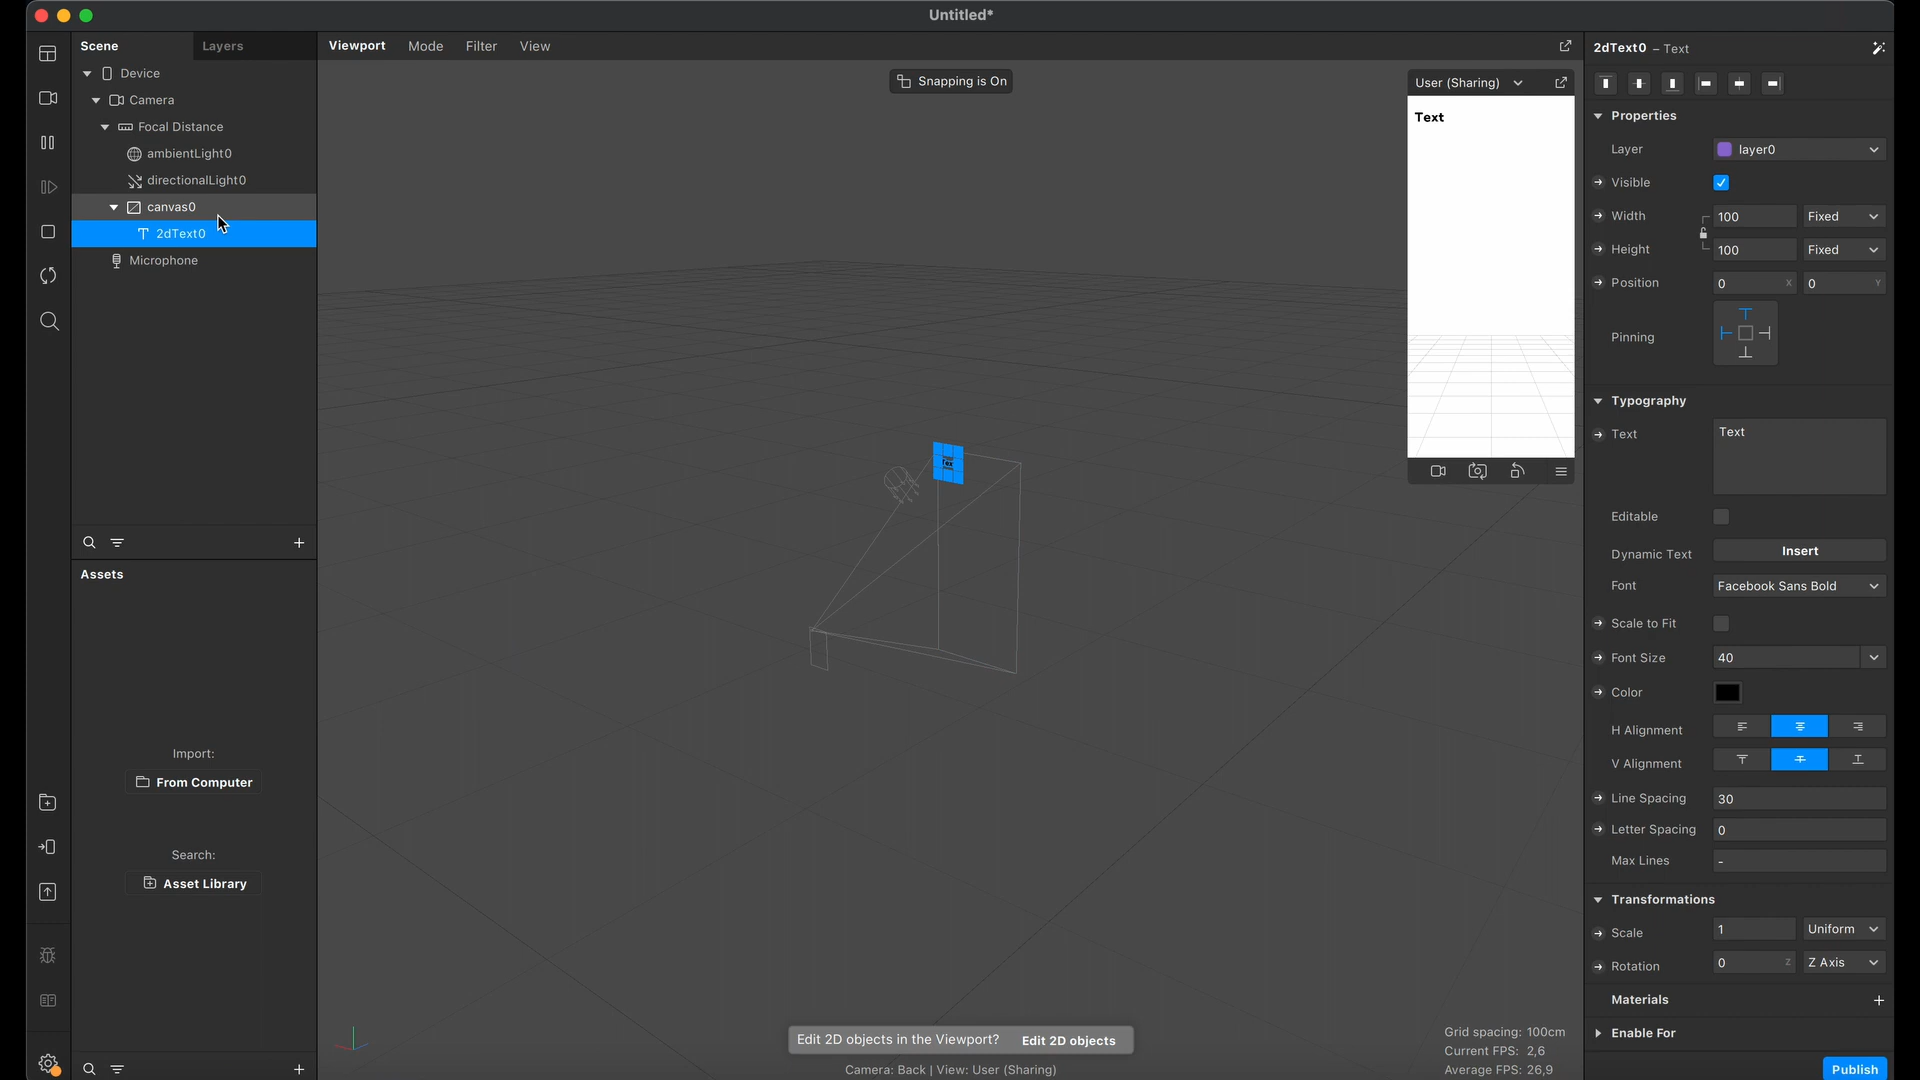 Untitled*
Scene
Layers
Viewport
Mode
Filter
View
2dText0 – Text
Device
Camera
Focal Distance
ambientLight0
directionalLight0
canvas0
2dText0
Microphone
Snapping is On
User (Sharing)
Text
Properties
Layer
layer0
Visible
Width
100
Fixed
Height
100
Fixed
Position
0
X
0
Y
Pinning
Typography
Text
Text
Editable
Dynamic Text
Insert
Font
Facebook Sans Bold
Scale to Fit
Font Size
40
Color
H Alignment
V Alignment
Line Spacing
30
Letter Spacing
0
Max Lines
-
Transformations
Scale
1
Uniform
Rotation
0
Z
Z Axis
Materials
Enable For
Publish
Assets
Import:
From Computer
Search:
Asset Library
Edit 2D objects in the Viewport?
Edit 2D objects
Camera: Back | View: User (Sharing)
Grid spacing: 100cm
Current FPS: 2,6
Average FPS: 26,9